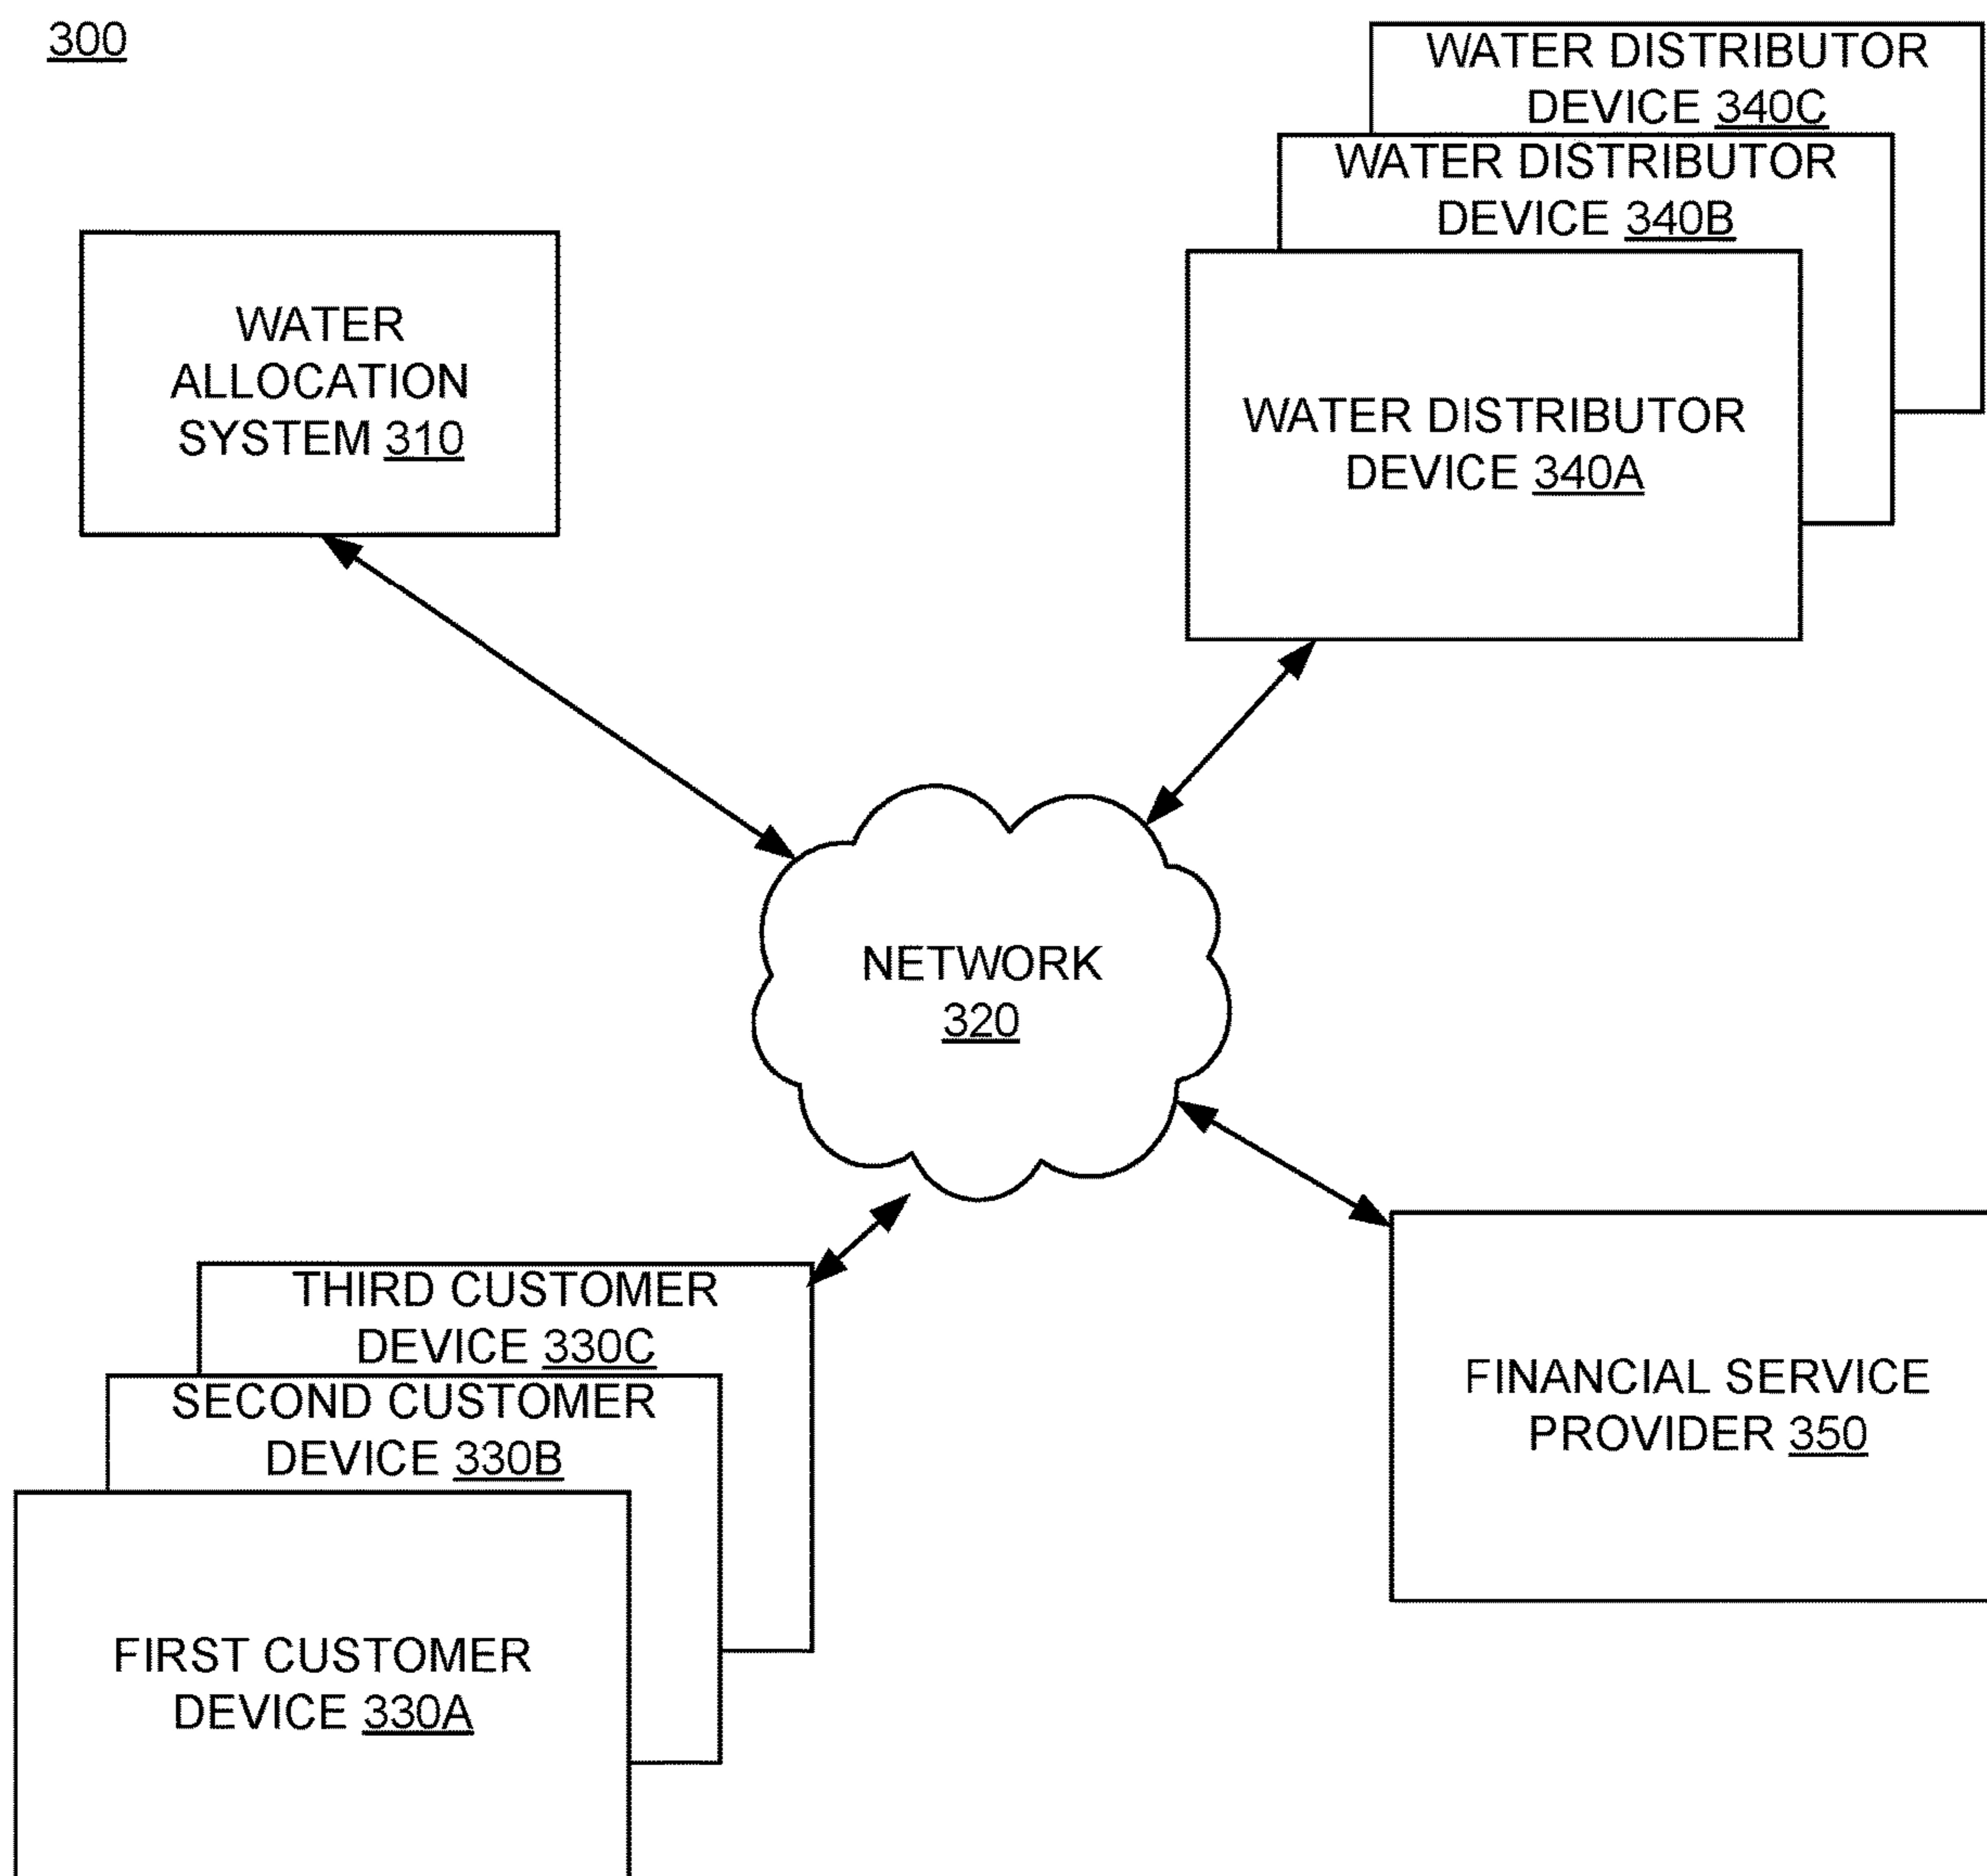 300
WATER DISTRIBUTOR
DEVICE 340C
WATER DISTRIBUTOR
DEVICE 340B
WATER DISTRIBUTOR
DEVICE 340A
WATER
ALLOCATION
SYSTEM 310
NETWORK
320
THIRD CUSTOMER
DEVICE 330C
SECOND CUSTOMER
DEVICE 330B
FIRST CUSTOMER
DEVICE 330A
FINANCIAL SERVICE
PROVIDER 350